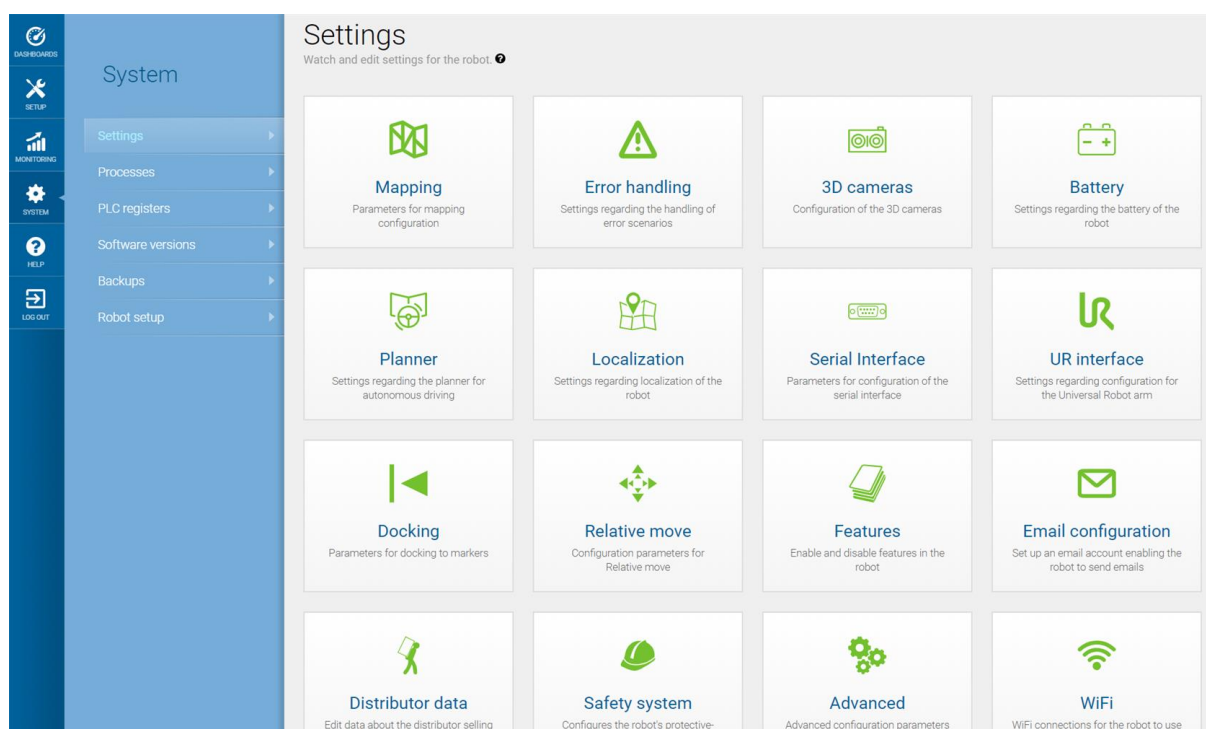 DASHBOARDS
SETUP
MONITORING
SYSTEM
HELP
LOG OUT
System
Settings
Processes
PLC registers
Software versions
Backups
Robot setup
Settings
Watch and edit settings for the robot.
Mapping
Parameters for mapping
configuration
Error handling
Settings regarding the handling of
error scenarios
3D cameras
Configuration of the 3D cameras
Battery
Settings regarding the battery of the
robot
Planner
Settings regarding the planner for
autonomous driving
Localization
Settings regarding localization of the
robot
Serial Interface
Parameters for configuration of the
serial interface
UR interface
Settings regarding configuration for
the Universal Robot arm
Docking
Parameters for docking to markers
Relative move
Configuration parameters for
Relative move
Features
Enable and disable features in the
robot
Email configuration
Set up an email account enabling the
robot to send emails
Distributor data
Edit data about the distributor selling
Safety system
Configures the robot's protective-
Advanced
Advanced configuration parameters
WiFi
WiFi connections for the robot to use